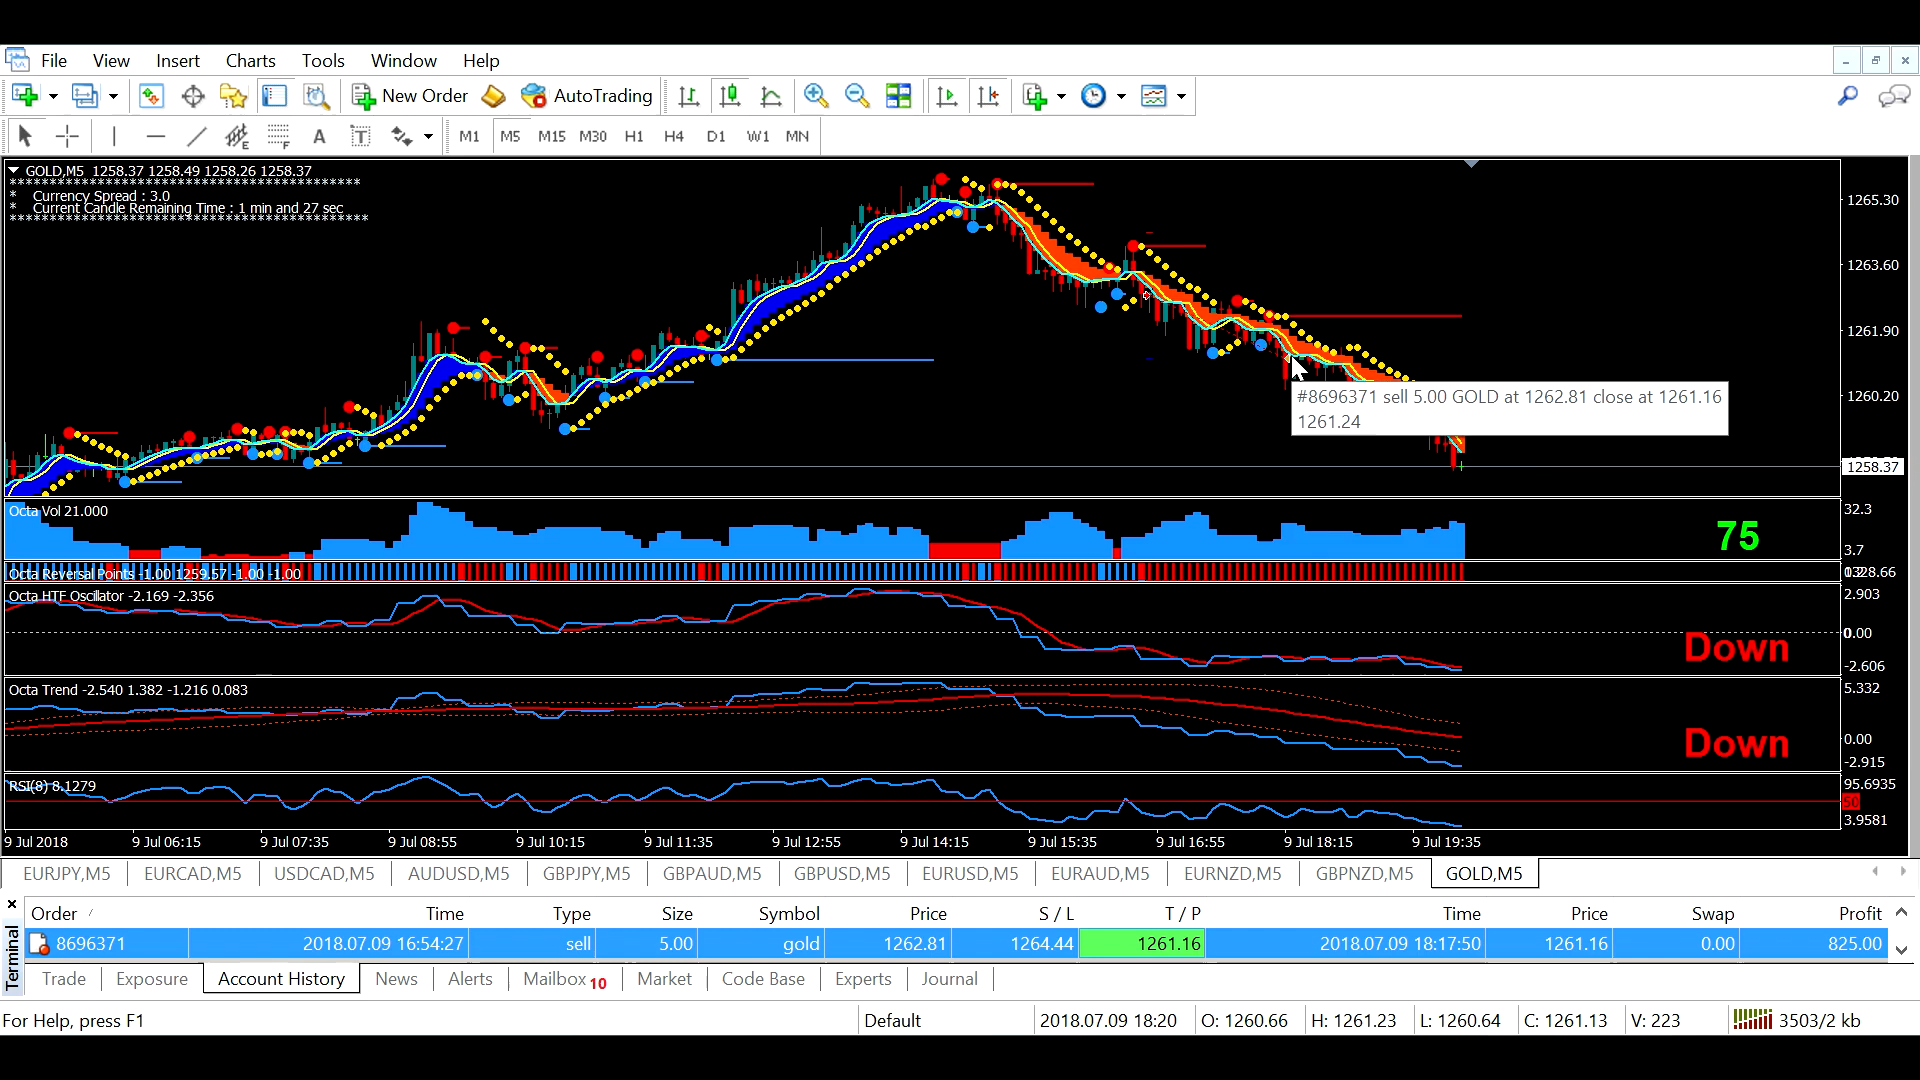 File View Insert Charts Tools Window Help
New Order AutoTrading
A T M1 M5 M15 M30 H1 H4 D1 W1 MN
GOLD,M5 1258.37 1258.49 1258.26 1258.37
* Currency Spread : 3.0
* Current Candle Remaining Time : 1 min and 27 sec
1265.30
1263.60
1261.90
1260.20
#8696371 sell 5.00 GOLD at 1262.81 close at 1261.16
1261.24
1258.37
Octa Vol 21.000
32.3
75
3.7
Octa Reversal Points -1.00 1259.57 -1.00 -1.00
Octa HTF Oscillator -2.169 -2.356
2.903
0.00
Down
-2.606
Octa Trend -2.540 1.382 -1.216 0.083
5.332
0.00
Down
-2.915
RSI(8) 8.1279
95.6935
50
3.9581
9 Jul 2018 9 Jul 06:15 9 Jul 07:35 9 Jul 08:55 9 Jul 10:15 9 Jul 11:35 9 Jul 12:55 9 Jul 14:15 9 Jul 15:35 9 Jul 16:55 9 Jul 18:15 9 Jul 19:35
EURJPY,M5 EURCAD,M5 USDCAD,M5 AUDUSD,M5 GBPJPY,M5 GBPAUD,M5 GBPUSD,M5 EURUSD,M5 EURAUD,M5 EURNZD,M5 GBPNZD,M5 GOLD,M5
Order Time Type Size Symbol Price S / L T / P Time Price Swap Profit
8696371 2018.07.09 16:54:27 sell 5.00 gold 1262.81 1264.44 1261.16 2018.07.09 18:17:50 1261.16 0.00 825.00
Terminal
Trade Exposure Account History News Alerts Mailbox 10 Market Code Base Experts Journal
For Help, press F1 Default 2018.07.09 18:20 O: 1260.66 H: 1261.23 L: 1260.64 C: 1261.13 V: 223 3503/2 kb